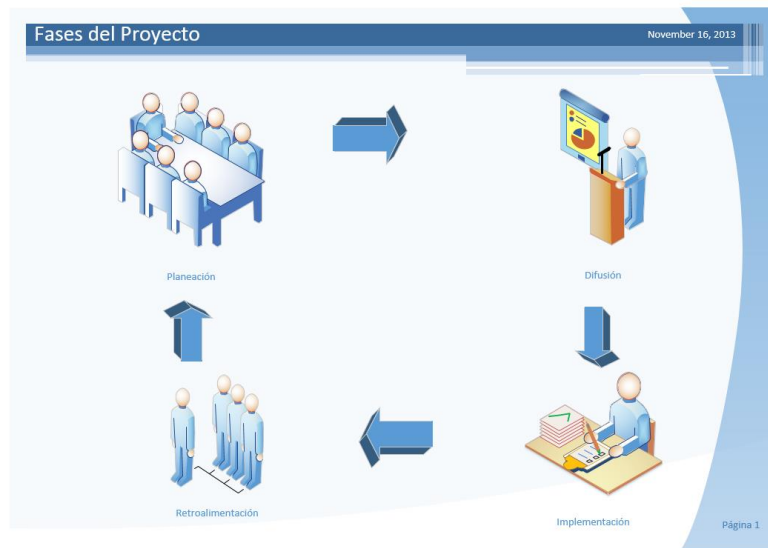 Fases del Proyecto
November 16, 2013
Planeación
Difusión
Retroalimentación
Implementación
Página 1